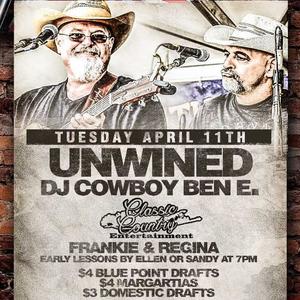 TUESDAY APRIL 11TH
UNWINED
DJ COWBOY BEN E.
Classic
Country
Entertainment
FRANKIE & REGINA
EARLY LESSONS BY ELLEN OR SANDY AT 7PM
$4 BLUE POINT DRAFTS
$4 MARGARTIAS
$3 DOMESTIC DRAFTS